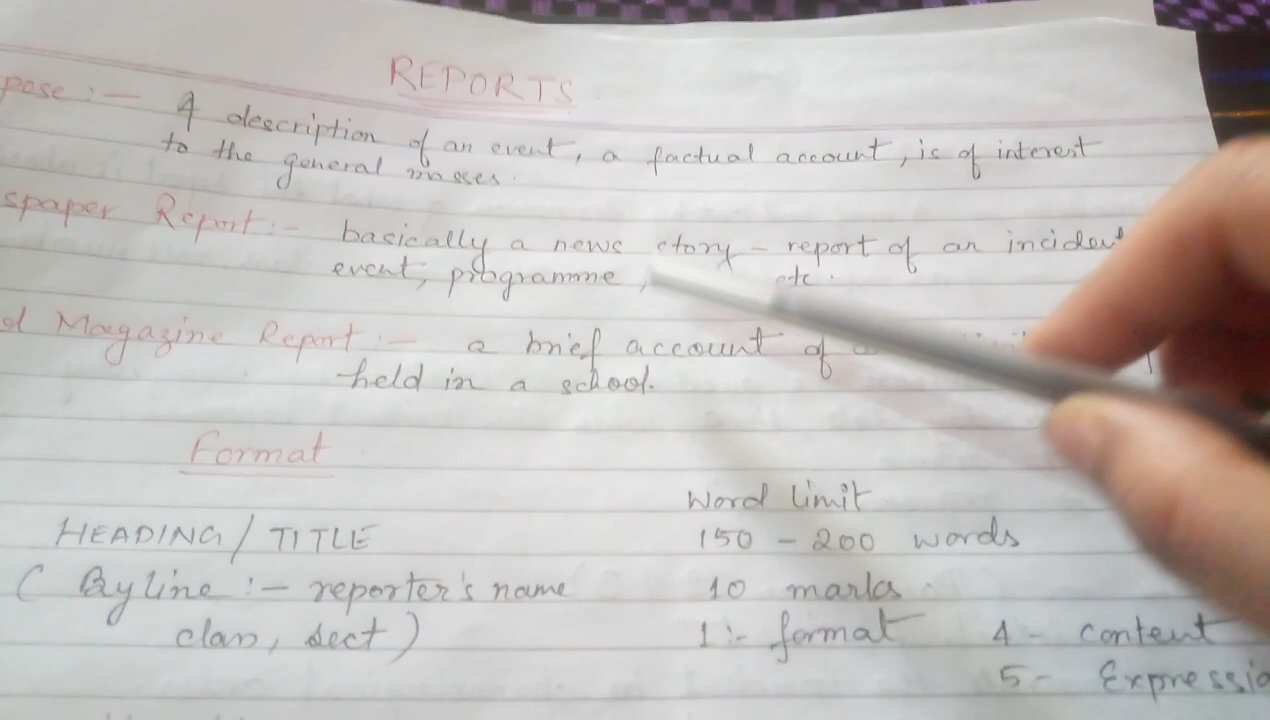 REPORTS
pose :- A description of an event, a factual account, is of interest
to the general masses.
spaper Report :- basically a news story - report of an incident
event, programme, etc.
d Magazine Report :- a brief account of
held in a school.
Format
Word limit
HEADING / TITLE 150 - 200 words
( By line :- reporter's name 10 marks
class, sect ) 1 :- format 4 - content
5 - Expressio